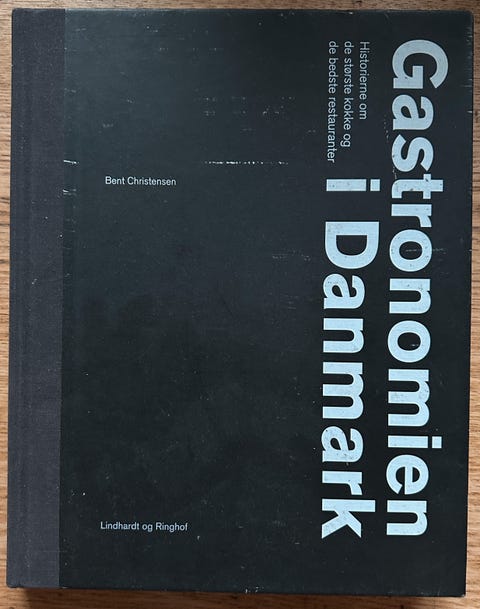 Gastronomien
i Danmark
Historierne om
de største kokke og
de bedste restauranter
Bent Christensen
Lindhardt og Ringhof